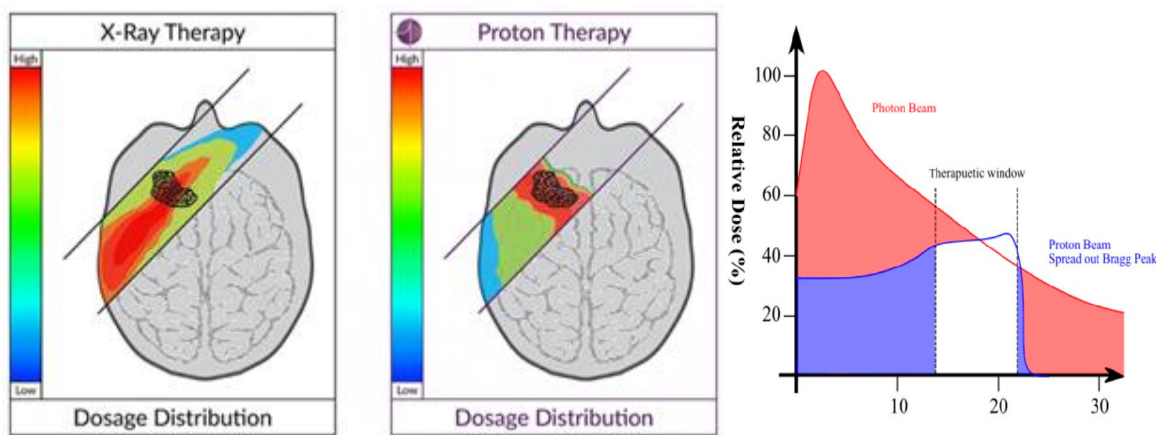 X-Ray Therapy
High
Low
Dosage Distribution
Proton Therapy
High
Low
Dosage Distribution
Relative Dose (%)
100
80
60
40
20
10
20
30
Photon Beam
Therapuetic window
Proton Beam
Spread out Bragg Peak